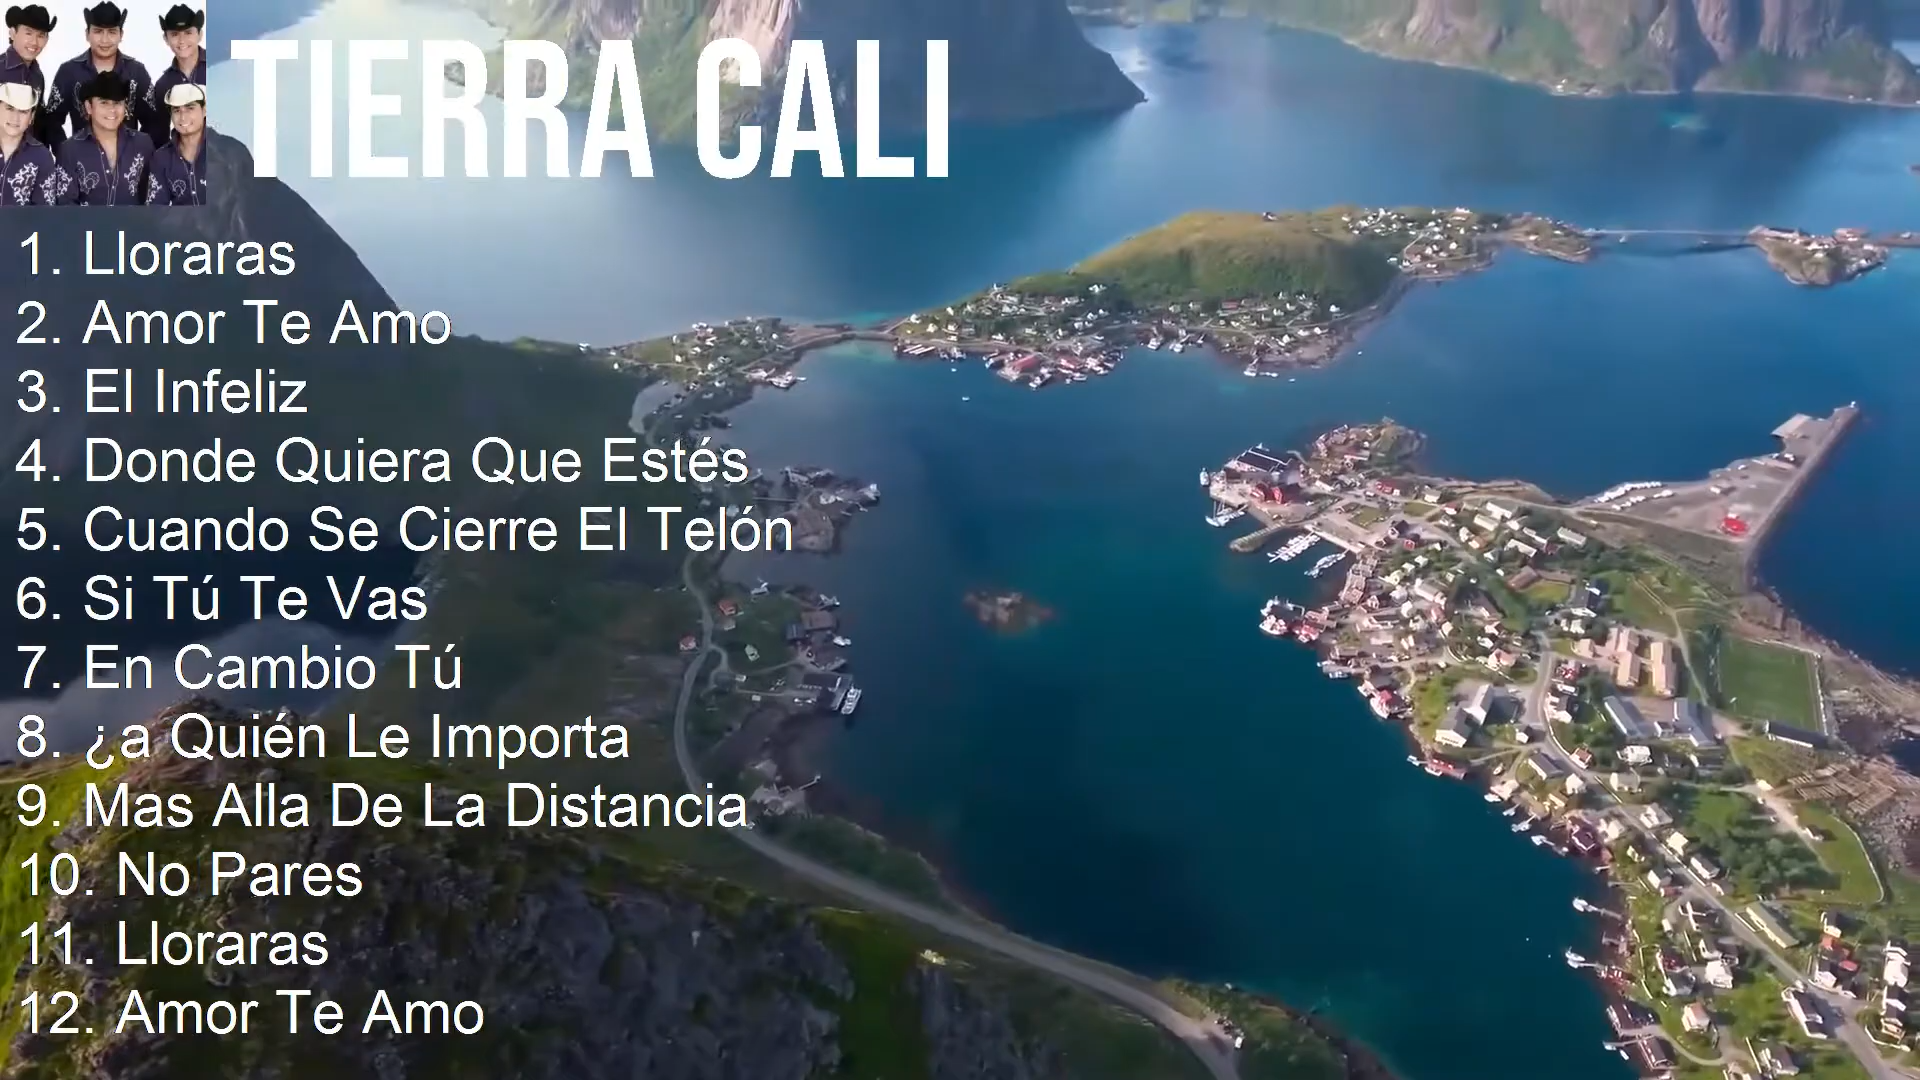 TIERRA CALI
1. Lloraras
2. Amor Te Amo
3. El Infeliz
4. Donde Quiera Que Estés
5. Cuando Se Cierre El Telón
6. Si Tú Te Vas
7. En Cambio Tú
8. ¿a Quién Le Importa
9. Mas Alla De La Distancia
10. No Pares
11. Lloraras
12. Amor Te Amo